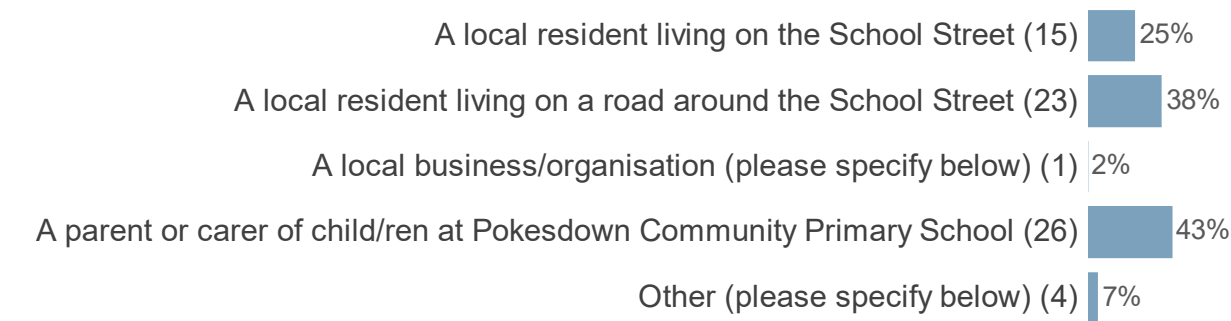 A local resident living on the School Street (15) 25%
A local resident living on a road around the School Street (23) 38%
A local business/organisation (please specify below) (1) 2%
A parent or carer of child/ren at Pokesdown Community Primary School (26) 43%
Other (please specify below) (4) 7%